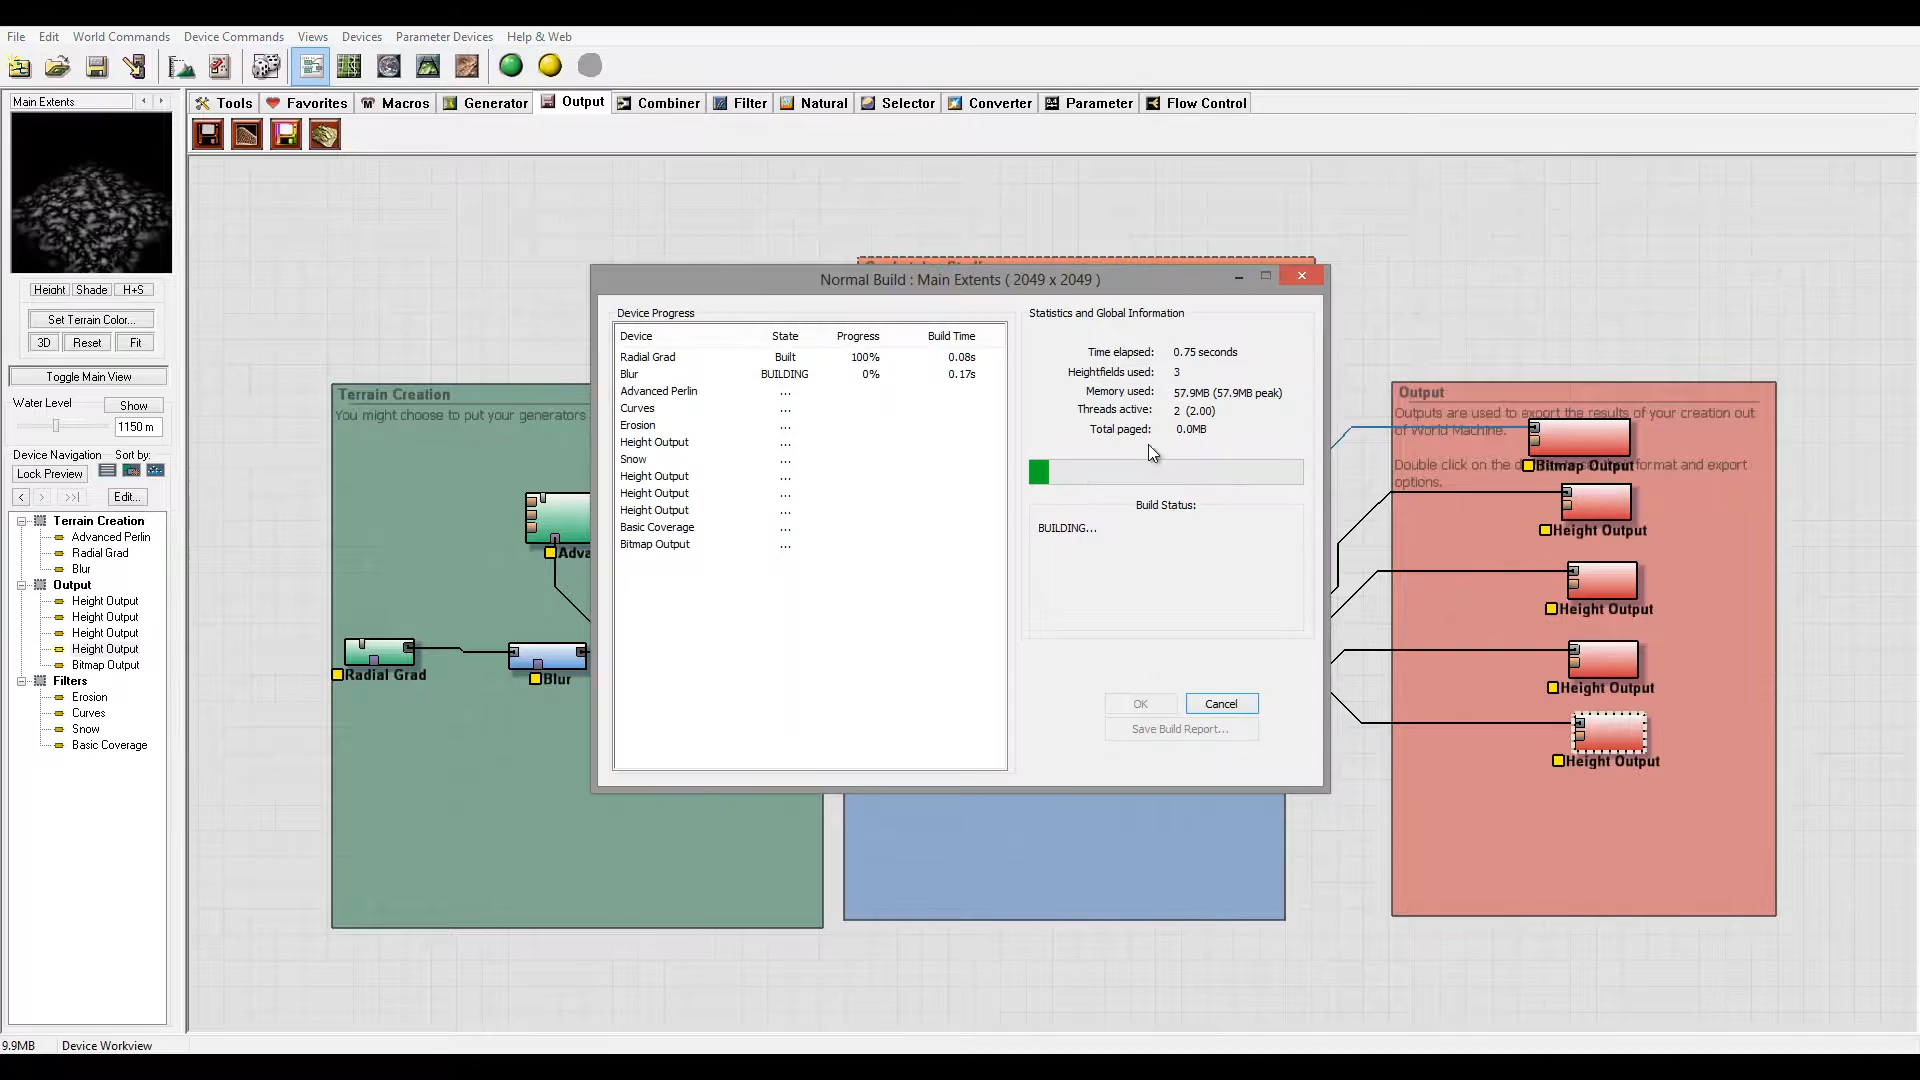 File Edit World Commands Device Commands Views Devices Parameter Devices Help & Web
Main Extents
Tools Favorites Macros Generator Output Combiner Filter Natural Selector Converter Parameter Flow Control
Height Shade H+S
Set Terrain Color...
3D Reset Fit
Toggle Main View
Water Level Show
1150 m
Device Navigation Sort by:
Lock Preview
< > >>| Edit...
Terrain Creation
Advanced Perlin
Radial Grad
Blur
Output
Height Output
Height Output
Height Output
Height Output
Bitmap Output
Filters
Erosion
Curves
Snow
Basic Coverage
9.9MB Device Workview
Terrain Creation
You might choose to put your generators
Adva
Radial Grad
Blur
Normal Build : Main Extents ( 2049 x 2049 )
Device Progress
Device State Progress Build Time
Radial Grad Built 100% 0.08s
Blur BUILDING 0% 0.17s
Advanced Perlin ...
Curves ...
Erosion ...
Height Output ...
Snow ...
Height Output ...
Height Output ...
Height Output ...
Basic Coverage ...
Bitmap Output ...
Statistics and Global Information
Time elapsed: 0.75 seconds
Heightfields used: 3
Memory used: 57.9MB (57.9MB peak)
Threads active: 2 (2.00)
Total paged: 0.0MB
Build Status:
BUILDING...
OK Cancel
Save Build Report...
Output
Outputs are used to export the results of your creation out
of World Machine.
Bitmap Output
Double click on the format and export
options.
Height Output
Height Output
Height Output
Height Output